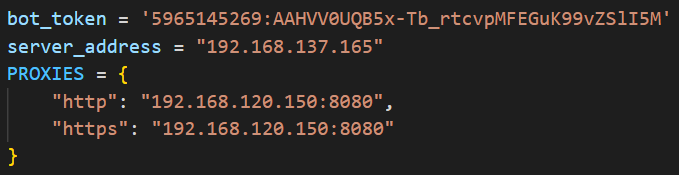 bot_token = '5965145269:AAHVV0UQB5x-Tb_rtcvpMFEGuK99vZSlI5M'
server_address = "192.168.137.165"
PROXIES = {
    "http": "192.168.120.150:8080",
    "https": "192.168.120.150:8080"
}